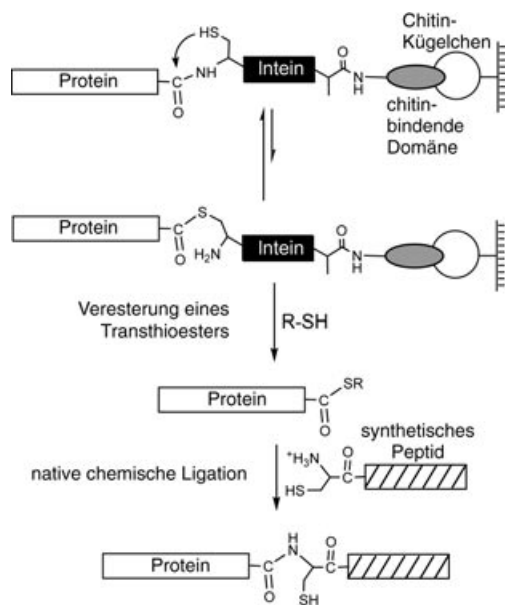 HS
Chitin-
Kügelchen
Protein
C
NH
Intein
C
N
H
O
O
chitin-
bindende
Domäne
Protein
C
S
O
H₂N
Intein
C
N
H
O
Veresterung eines
Transthioesters
R-SH
Protein
C
SR
O
synthetisches
Peptid
native chemische Ligation
⁺H₃N
O
C
HS
Protein
C
O
H
N
O
C
SH